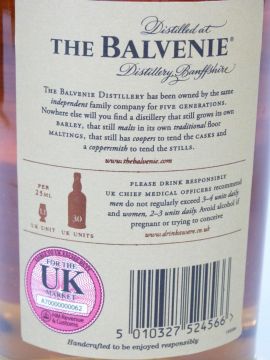 Distilled at
THE BALVENIE®
Distillery, Banffshire
THE BALVENIE DISTILLERY has been owned by the same
independent family company for FIVE GENERATIONS.
Nowhere else will you find a distillery that still grows its own
BARLEY, that still malts in its own traditional floor
MALTINGS, that still has coopers to tend the CASKS and
a coppersmith to tend the STILLS.
www.thebalvenie.com
PER
25ML
UK UNIT
30
UK UNITS
PLEASE DRINK RESPONSIBLY
UK CHIEF MEDICAL OFFICERS recommend
men do not regularly exceed 3-4 units daily
and women, 2-3 units daily. Avoid alcohol if
pregnant or trying to conceive
www.drinkaware.co.uk
FOR THE
UK
MARKET
A70000000062
HM Revenue
& Customs
5 010327 524566
Handcrafted to be enjoyed responsibly